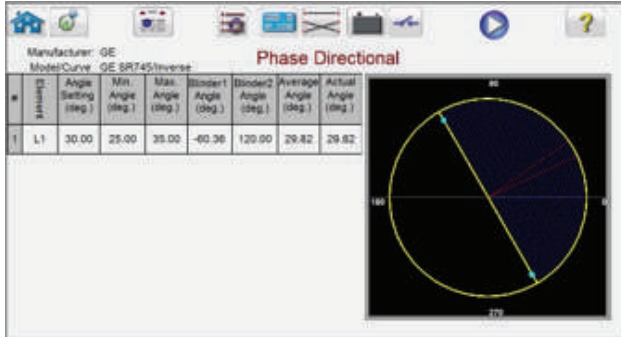 ?
Manufacturer: GE
Model/Curve GE SR745/Inverse
Phase Directional
# Element Angle Setting (deg.) Min. Angle (deg.) Max. Angle (deg.) Blinder1 Angle (deg.) Blinder2 Angle (deg.) Average Angle (deg.) Actual Angle (deg.)
1 L1 30.00 25.00 35.00 -60.36 120.00 29.82 29.82
90
180 0
270